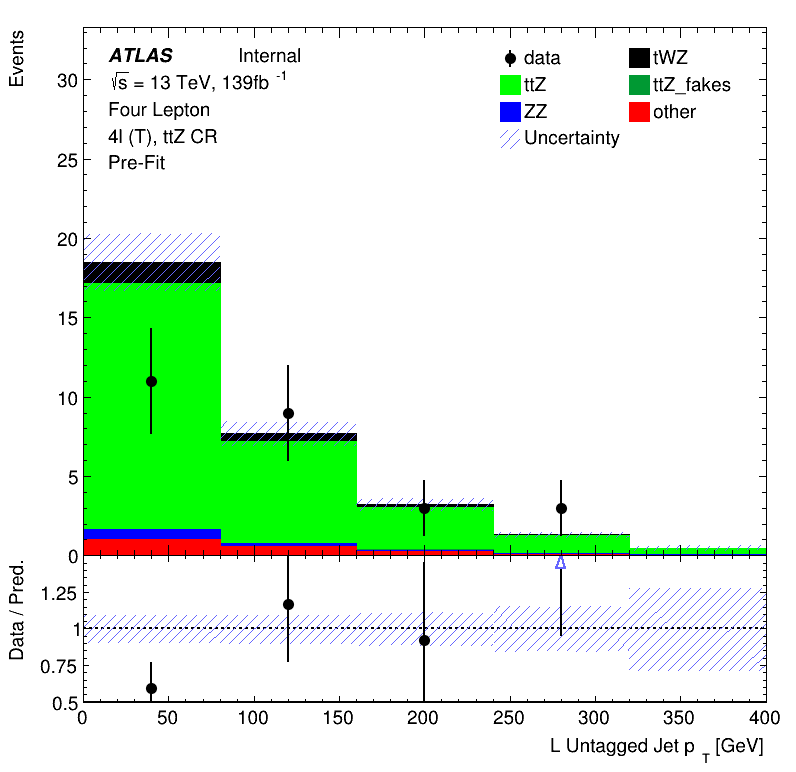 Events
ATLAS Internal
√s = 13 TeV, 139fb -1
Four Lepton
4l (T), ttZ CR
Pre-Fit
data
tWZ
ttZ
ttZ_fakes
ZZ
other
Uncertainty
30
25
20
15
10
5
0
Data / Pred.
1.25
1
0.75
0.5
0 50 100 150 200 250 300 350 400
L Untagged Jet p T [GeV]